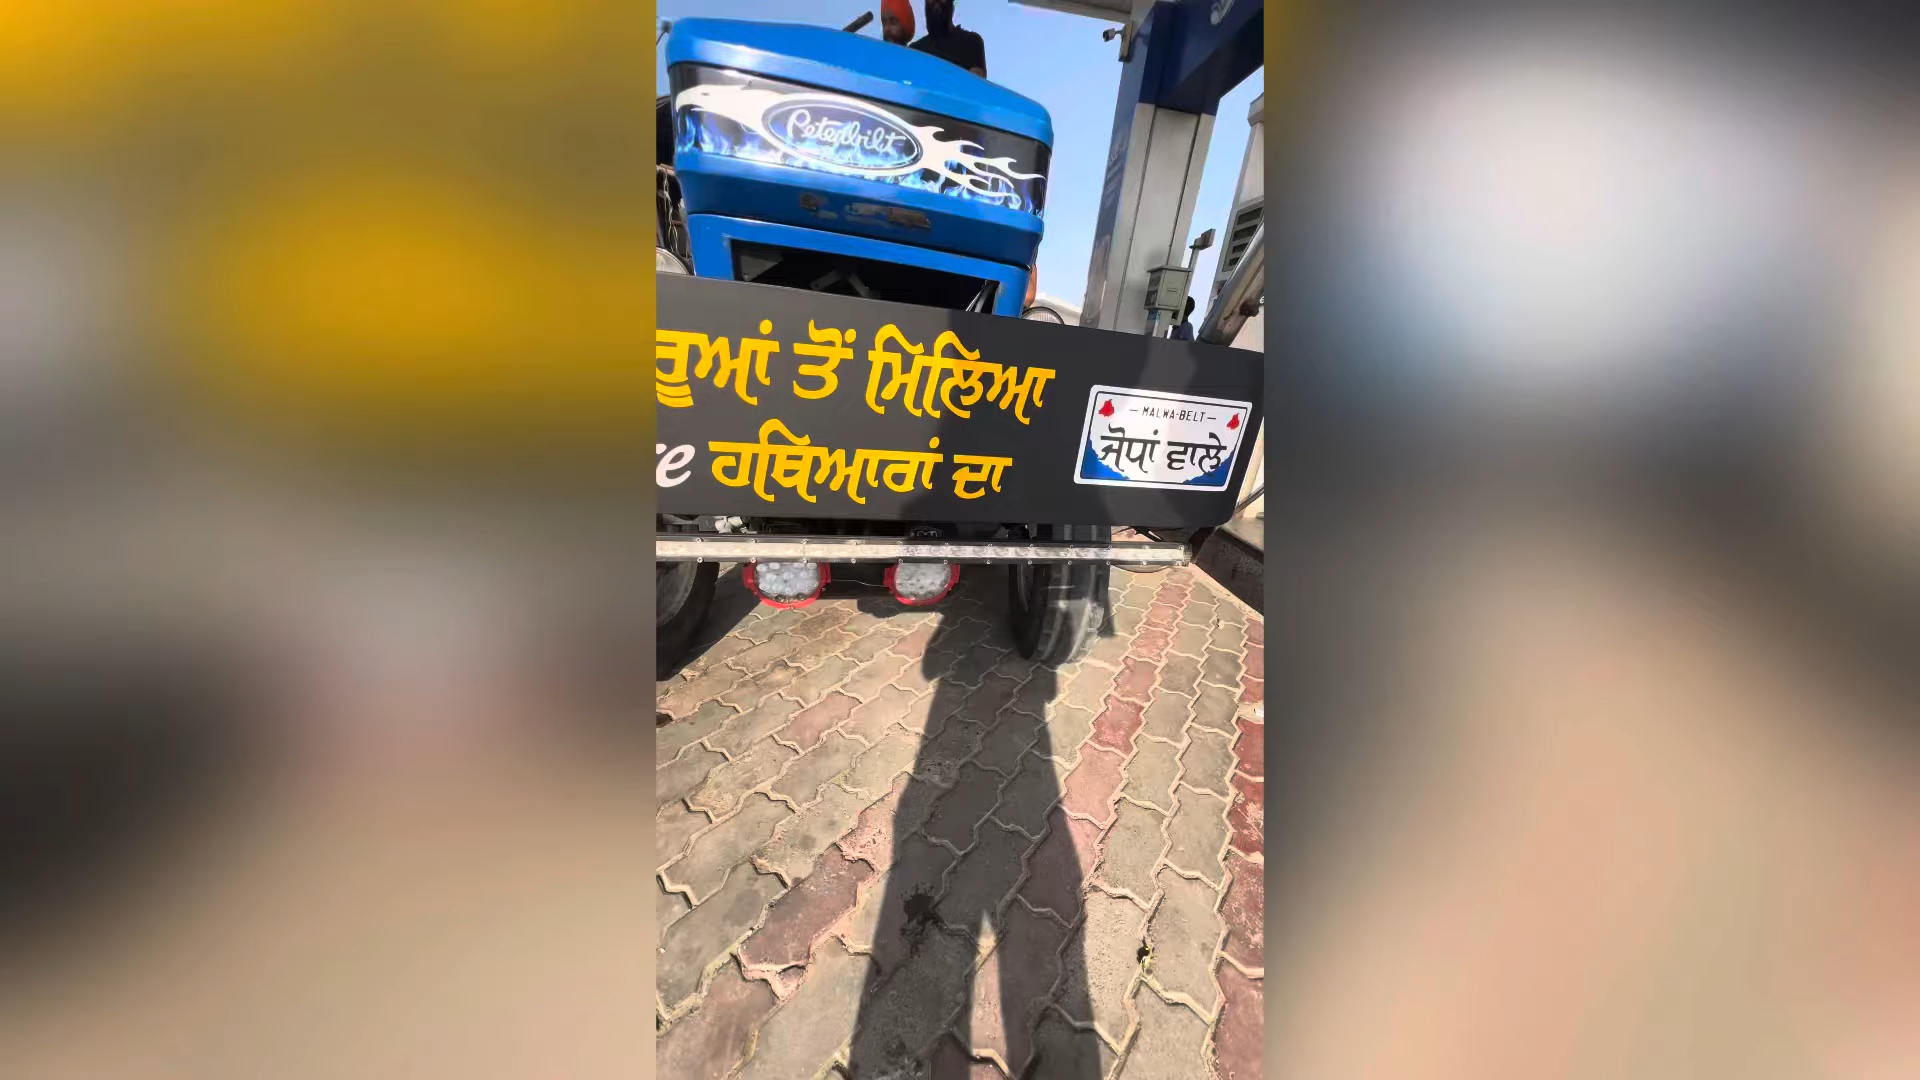 Peterbilt
ਰੂਆਂ ਤੋਂ ਮਿਲਿਆ
ਹਥਿਆਰਾਂ ਦਾ
MALWA-BELT
ਜੋਧਾਂ ਵਾਲੇ